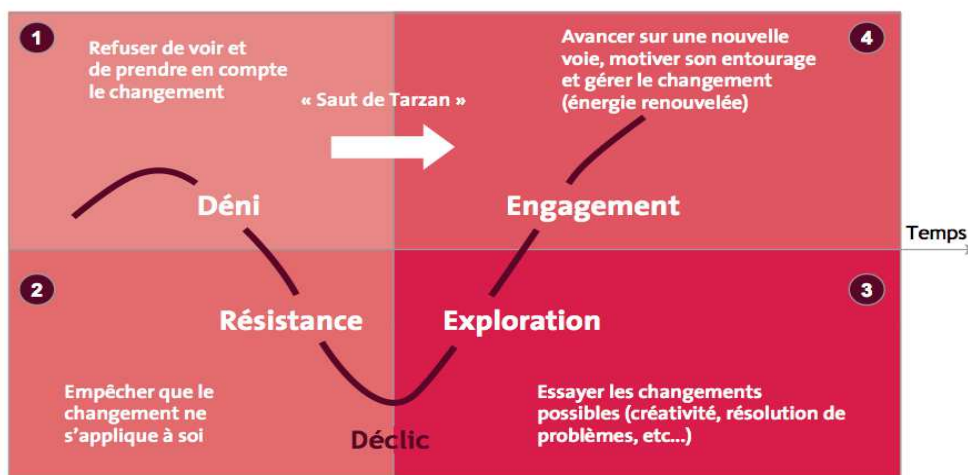 1
Refuser de voir et
de prendre en compte
le changement
« Saut de Tarzan »
Avancer sur une nouvelle
voie, motiver son entourage
et gérer le changement
(énergie renouvelée)
4
Déni
Engagement
Temps
2
3
Résistance
Exploration
Empêcher que le
changement ne
s’applique à soi
Déclic
Essayer les changements
possibles (créativité, résolution de
problèmes, etc...)